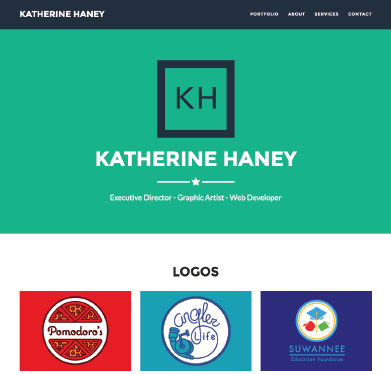 KATHERINE HANEY
PORTFOLIO ABOUT SERVICES CONTACT
KH
KATHERINE HANEY
Executive Director - Graphic Artist - Web Developer
LOGOS
Pomodoro's
angler
Life
SUWANNEE
Education Foundation